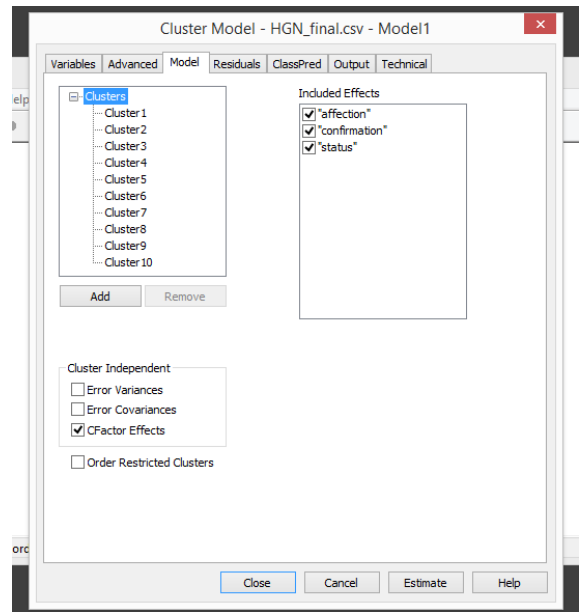 Cluster Model - HGN_final.csv - Model1
Variables Advanced Model Residuals ClassPred Output Technical
Clusters
Cluster1
Cluster2
Cluster3
Cluster4
Cluster5
Cluster6
Cluster7
Cluster8
Cluster9
Cluster10
Add Remove
Included Effects
"affection"
"confirmation"
"status"
Cluster Independent
Error Variances
Error Covariances
CFactor Effects
Order Restricted Clusters
Close Cancel Estimate Help